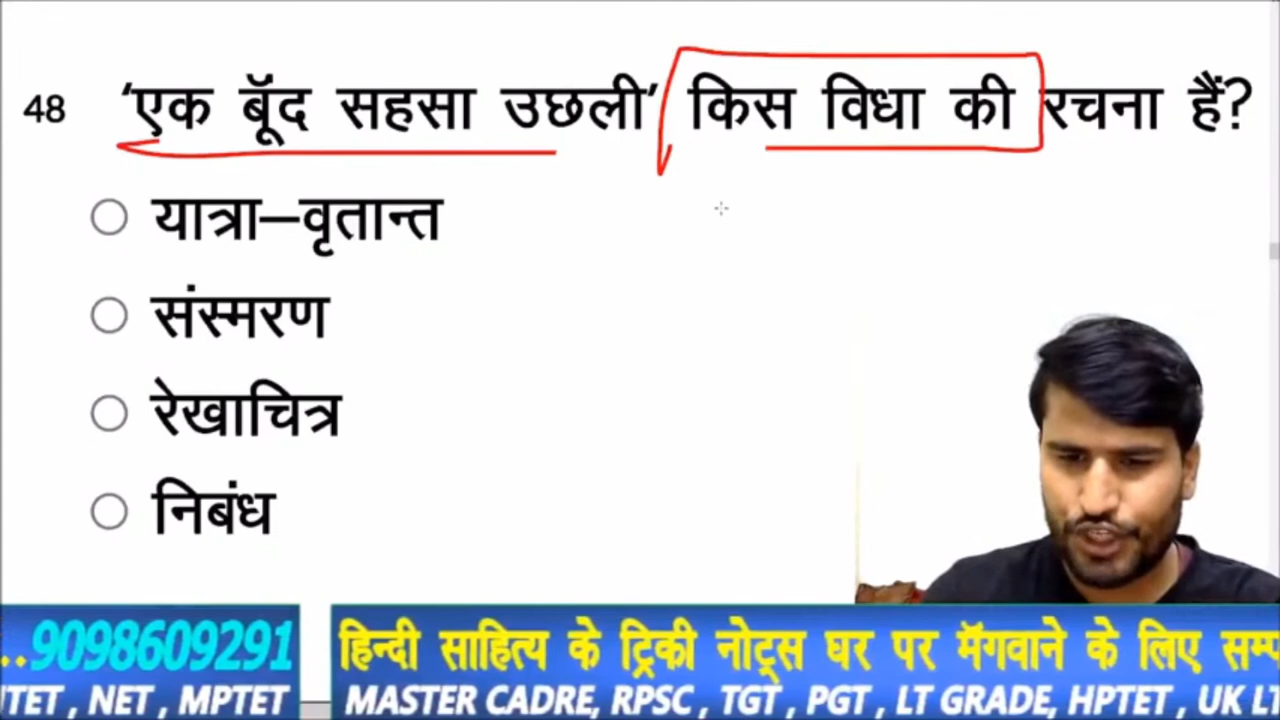 48 'एक बूॅद सहसा उछली' किस विधा की रचना हैं?
यात्रा–वृतान्त
संस्मरण
रेखाचित्र
निबंध
..9098609291 हिन्दी साहित्य के ट्रिकी नोट्स घर पर मॅगवाने के लिए
NET , MPTET MASTER CADRE, RPSC , TGT , PGT , LT GRADE, HPTET , UK